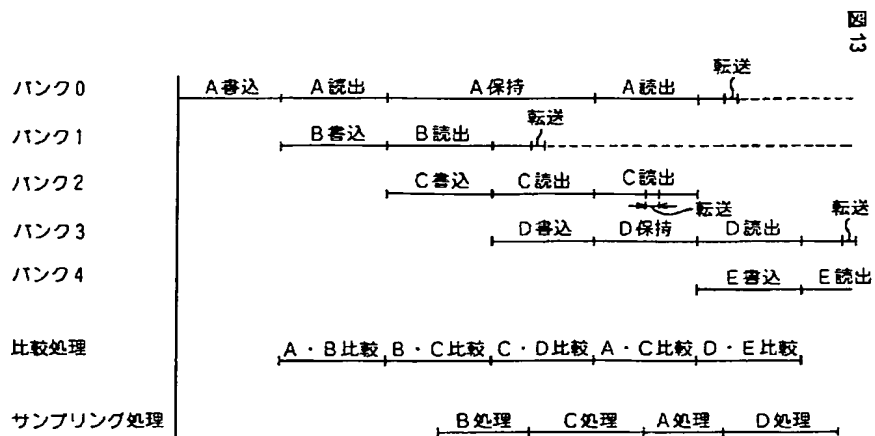 図13
転送
バンク0 A書込 A読出 A保持 A読出
転送
バンク1 B書込 B読出
バンク2 C書込 C読出 C読出
転送 転送
バンク3 D書込 D保持 D読出
バンク4 E書込 E読出
比較処理 A・B比較 B・C比較 C・D比較 A・C比較 D・E比較
サンプリング処理 B処理 C処理 A処理 D処理